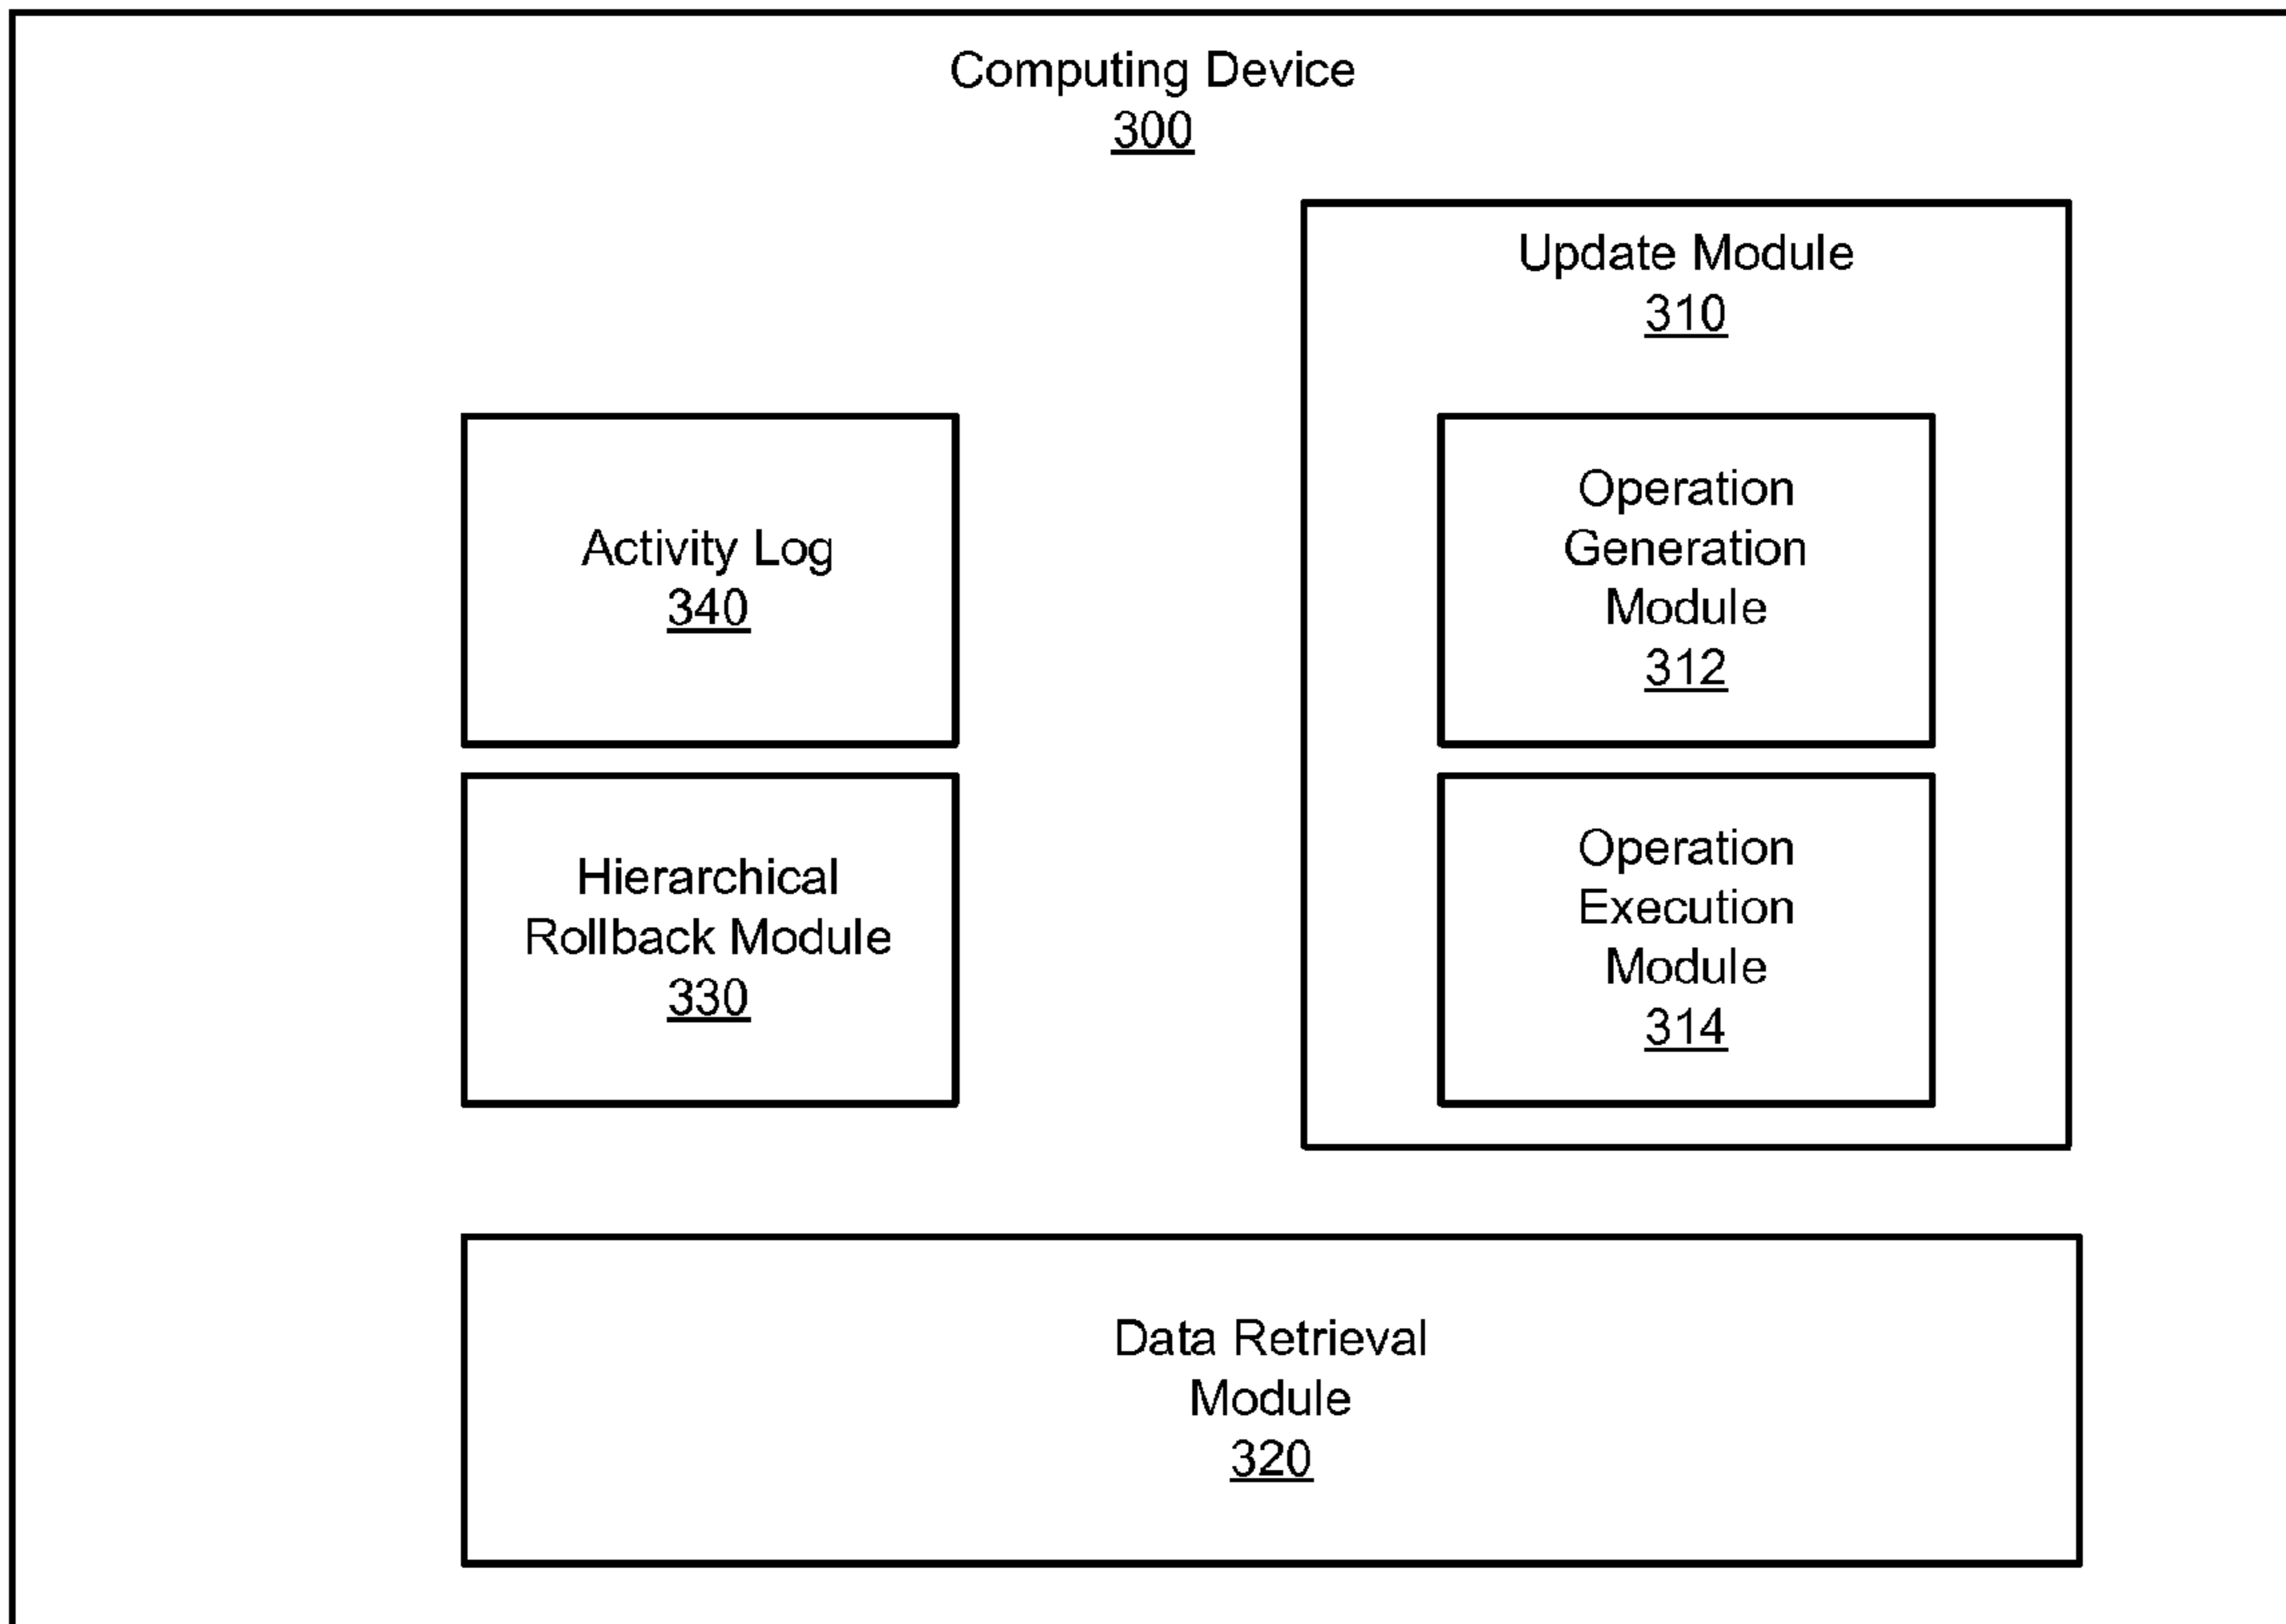 Computing Device
300
Update Module
310
Activity Log
340
Operation
Generation
Module
312
Hierarchical
Rollback Module
330
Operation
Execution
Module
314
Data Retrieval
Module
320